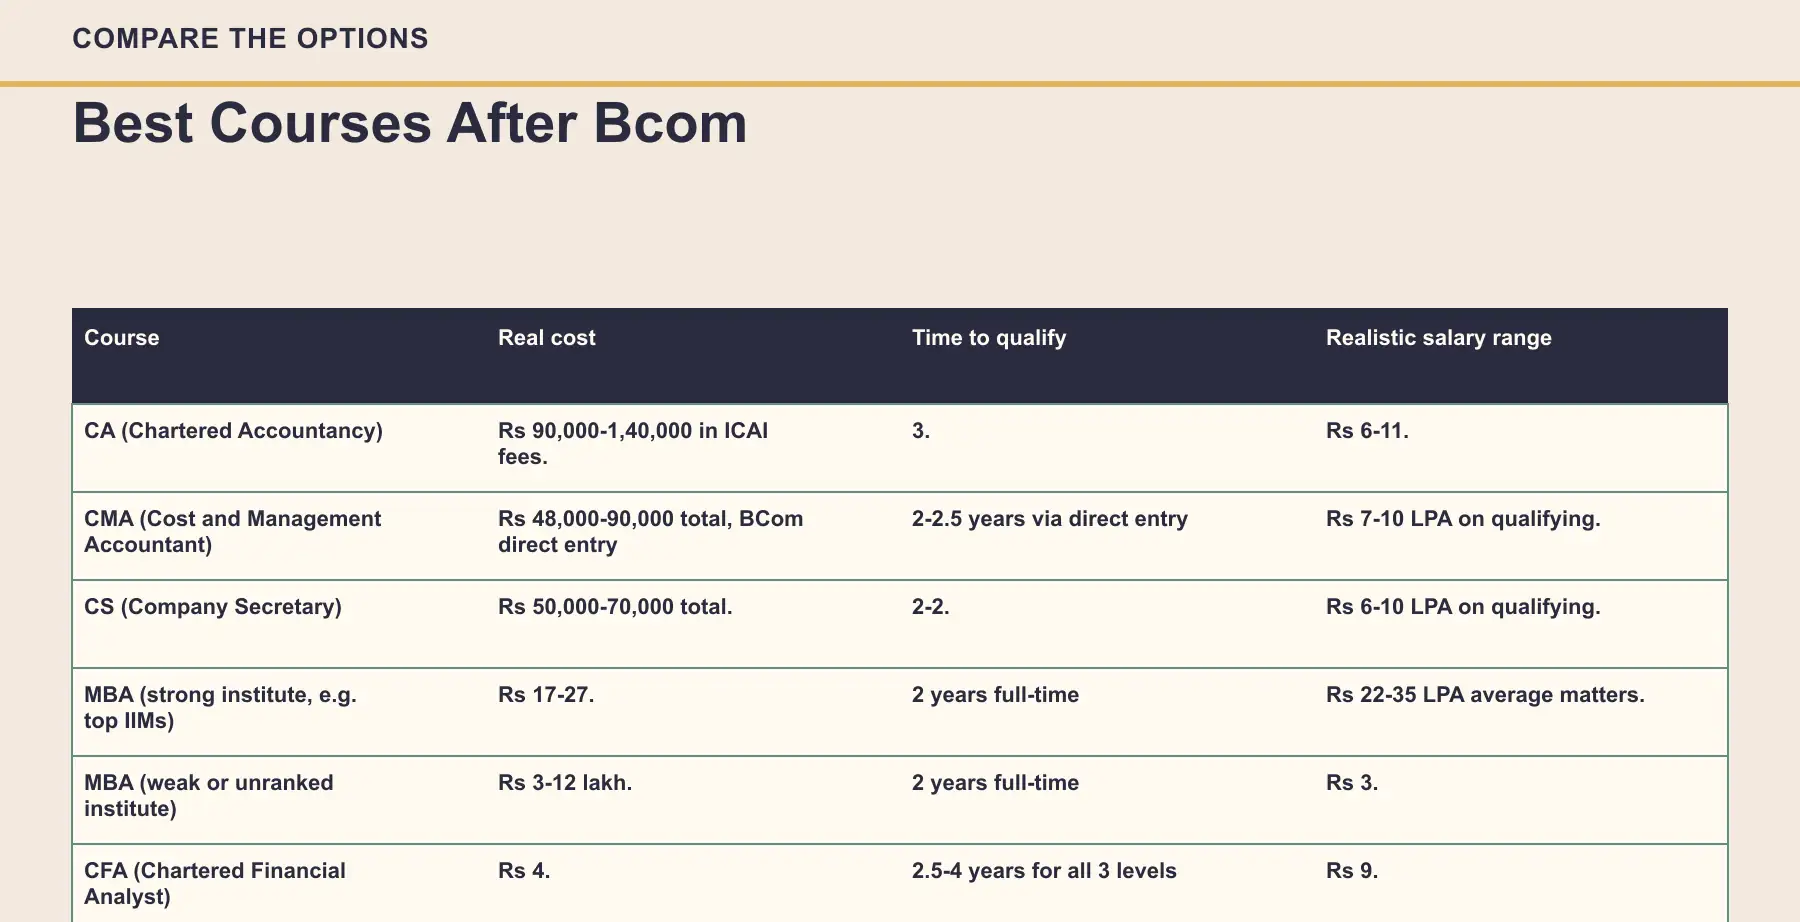 COMPARE THE OPTIONS
Best Courses After Bcom
Course Real cost Time to qualify Realistic salary range
CA (Chartered Accountancy) Rs 90,000-1,40,000 in ICAI 3. Rs 6-11.
fees.
CMA (Cost and Management Rs 48,000-90,000 total, BCom 2-2.5 years via direct entry Rs 7-10 LPA on qualifying.
Accountant) direct entry
CS (Company Secretary) Rs 50,000-70,000 total. 2-2. Rs 6-10 LPA on qualifying.
MBA (strong institute, e.g. Rs 17-27. 2 years full-time Rs 22-35 LPA average matters.
top IIMs)
MBA (weak or unranked Rs 3-12 lakh. 2 years full-time Rs 3.
institute)
CFA (Chartered Financial Rs 4. 2.5-4 years for all 3 levels Rs 9.
Analyst)